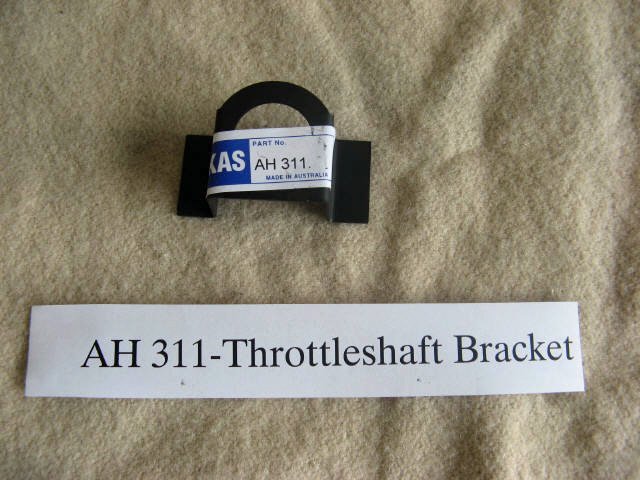 PART No.
KAS
AH 311.
MADE IN AUSTRALIA
AH 311-Throttleshaft Bracket